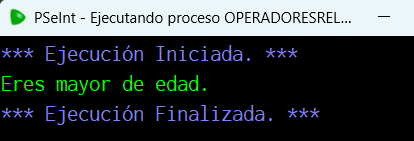 PSeInt - Ejecutando proceso OPERADORESREL...
*** Ejecución Iniciada. ***
Eres mayor de edad.
*** Ejecución Finalizada. ***